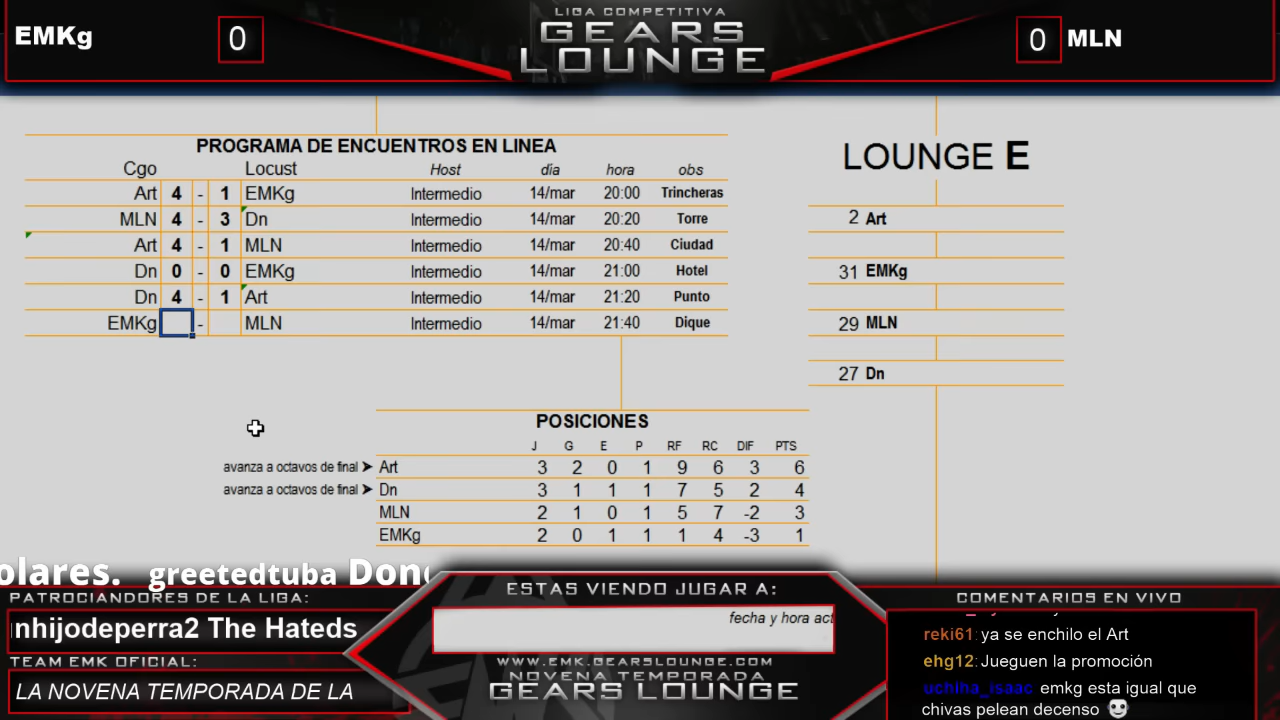 EMKg 0
LIGA COMPETITIVA
GEARS
LOUNGE
0 MLN
PROGRAMA DE ENCUENTROS EN LINEA
Cgo Locust Host dia hora obs
Art 4 - 1 EMKg Intermedio 14/mar 20:00 Trincheras
MLN 4 - 3 Dn Intermedio 14/mar 20:20 Torre
Art 4 - 1 MLN Intermedio 14/mar 20:40 Ciudad
Dn 0 - 0 EMKg Intermedio 14/mar 21:00 Hotel
Dn 4 - 1 Art Intermedio 14/mar 21:20 Punto
EMKg - MLN Intermedio 14/mar 21:40 Dique
LOUNGE E
2 Art
31 EMKg
29 MLN
27 Dn
POSICIONES
J G E P RF RC DIF PTS
avanza a octavos de final ➤ Art 3 2 0 1 9 6 3 6
avanza a octavos de final ➤ Dn 3 1 1 1 7 5 2 4
MLN 2 1 0 1 5 7 -2 3
EMKg 2 0 1 1 1 4 -3 1
olares. greetedtuba Don
PATROCIANDORES DE LA LIGA:
nhijodeperra2 The Hateds
TEAM EMK OFICIAL:
LA NOVENA TEMPORADA DE LA
ESTAS VIENDO JUGAR A:
fecha y hora act
WWW.EMK.GEARSLOUNGE.COM
NOVENA TEMPORADA
GEARS LOUNGE
COMENTARIOS EN VIVO
reki61: ya se enchilo el Art
ehg12: Jueguen la promoción
uchiha_isaac emkg esta igual que
chivas pelean decenso